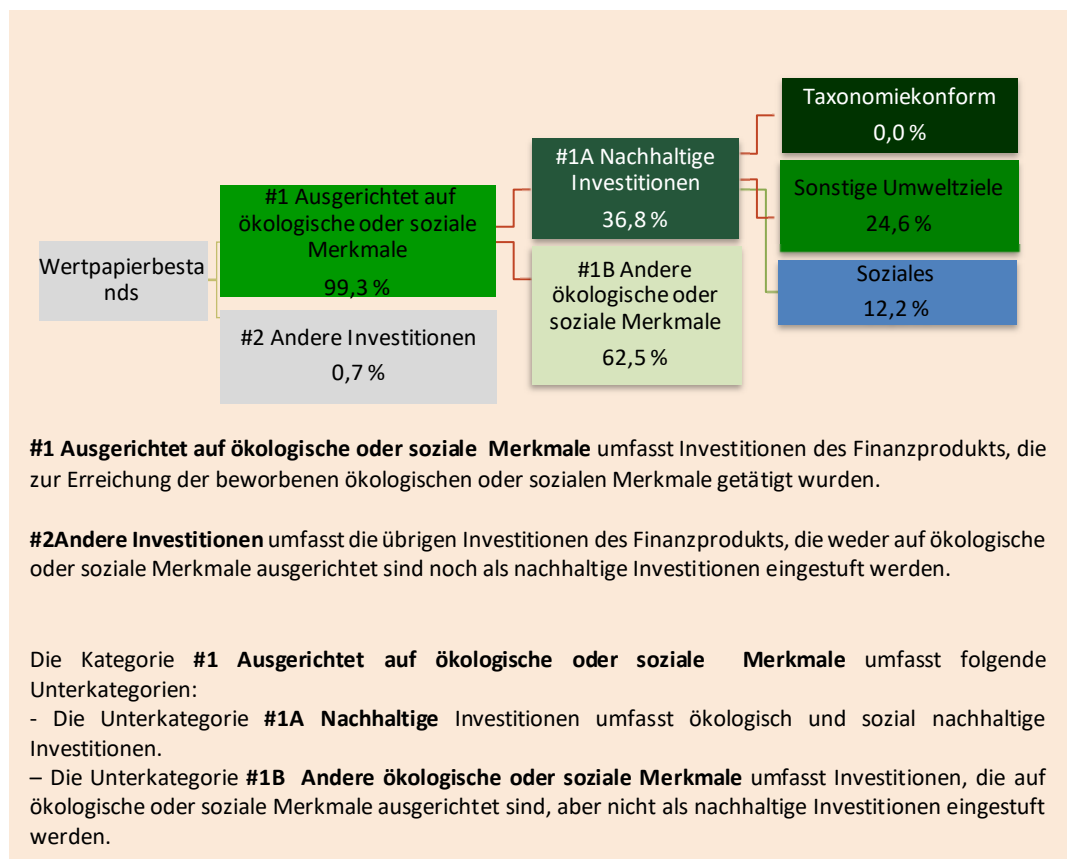 Taxonomiekonform
0,0 %
#1A Nachhaltige
Investitionen
36,8 %
Sonstige Umweltziele
24,6 %
#1 Ausgerichtet auf
ökologische oder soziale
Merkmale
99,3 %
Wertpapierbesta
nds
#1B Andere
ökologische oder
soziale Merkmale
62,5 %
Soziales
12,2 %
#2 Andere Investitionen
0,7 %
#1 Ausgerichtet auf ökologische oder soziale Merkmale umfasst Investitionen des Finanzprodukts, die
zur Erreichung der beworbenen ökologischen oder sozialen Merkmale getätigt wurden.
#2Andere Investitionen umfasst die übrigen Investitionen des Finanzprodukts, die weder auf ökologische
oder soziale Merkmale ausgerichtet sind noch als nachhaltige Investitionen eingestuft werden.
Die Kategorie #1 Ausgerichtet auf ökologische oder soziale Merkmale umfasst folgende
Unterkategorien:
- Die Unterkategorie #1A Nachhaltige Investitionen umfasst ökologisch und sozial nachhaltige
Investitionen.
– Die Unterkategorie #1B Andere ökologische oder soziale Merkmale umfasst Investitionen, die auf
ökologische oder soziale Merkmale ausgerichtet sind, aber nicht als nachhaltige Investitionen eingestuft
werden.